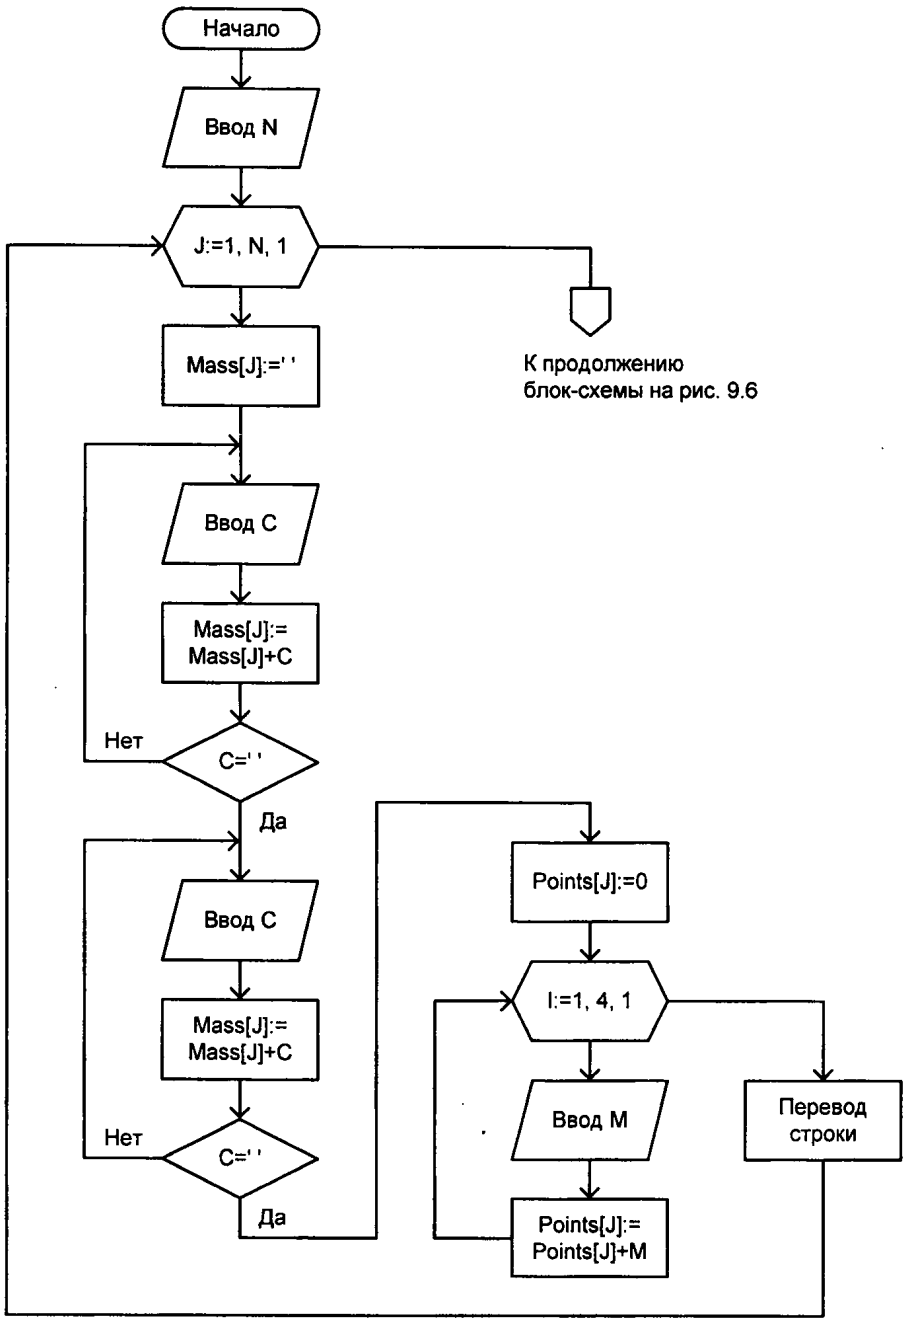 Начало
Ввод N
J:=1, N, 1
Mass[J]:=' '
К продолжению
блок-схемы на рис. 9.6
Ввод C
Mass[J]:=
Mass[J]+C
Нет
C=' '
Да
Ввод C
Mass[J]:=
Mass[J]+C
Нет
C=' '
Да
Points[J]:=0
I:=1, 4, 1
Ввод M
Points[J]:=
Points[J]+M
Перевод
строки